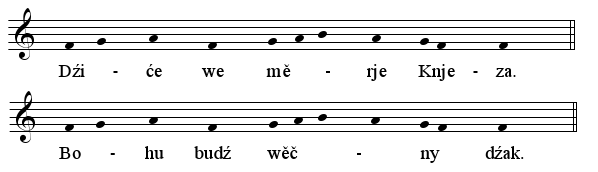 Dźi - će we mě - rje Knje - za.
Bo - hu budź wěč - ny dźak.